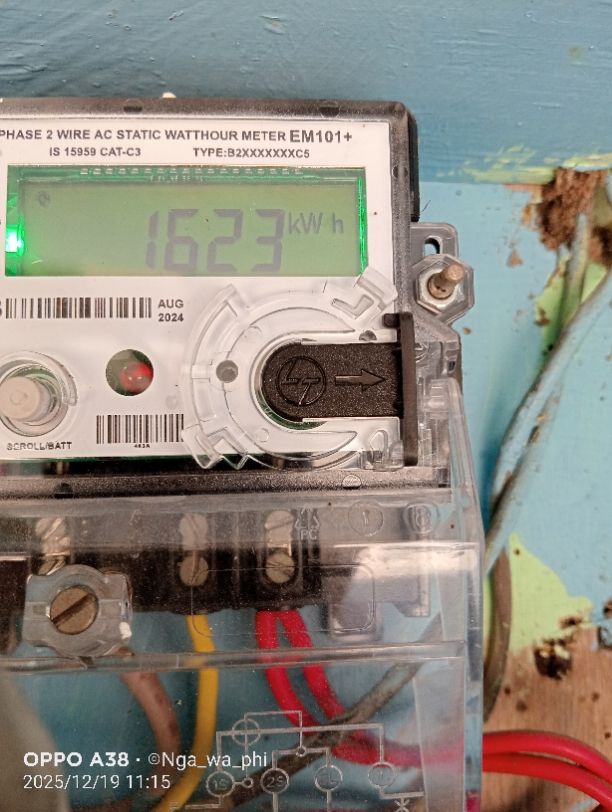 PHASE 2 WIRE AC STATIC WATTHOUR METER EM101+
IS 15959 CAT-C3 TYPE:B2XXXXXXXC5
1623 kWh
AUG
2024
SCROLL/BATT
PC
OPPO A38 · ©Nga_wa_phi
2025/12/19 11:15